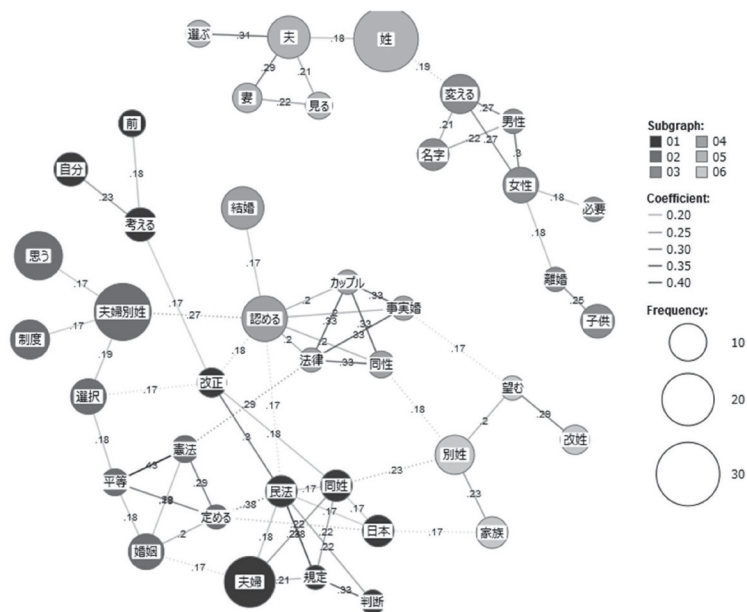 選ぶ
.31
夫
.18
姓
.19
.29
.21
妻
.22
見る
変える
.27
男性
.21
.22
.27
.3
名字
女性
.18
必要
.18
離婚
.25
子供
前
.18
自分
.23
考える
結婚
思う
.17
.17
.17
カップル
.33
事実婚
夫婦別姓
.27
認める
.2
.2
.33
.33
.33
制度
.17
.19
.18
.2
.2
法律
.33
同性
.17
選択
.17
改正
.29
.17
望む
.18
.2
.29
改姓
.18
.3
.18
憲法
.43
別姓
平等
.29
.23
.23
.18
定める
.38
民法
.17
同姓
.17
.17
.2
.22
.22
日本
.17
家族
婚姻
.17
.18
.22
夫婦
.21
規定
.33
判断
Subgraph:
01 04
02 05
03 06
Coefficient:
0.20
0.25
0.30
0.35
0.40
Frequency:
10
20
30